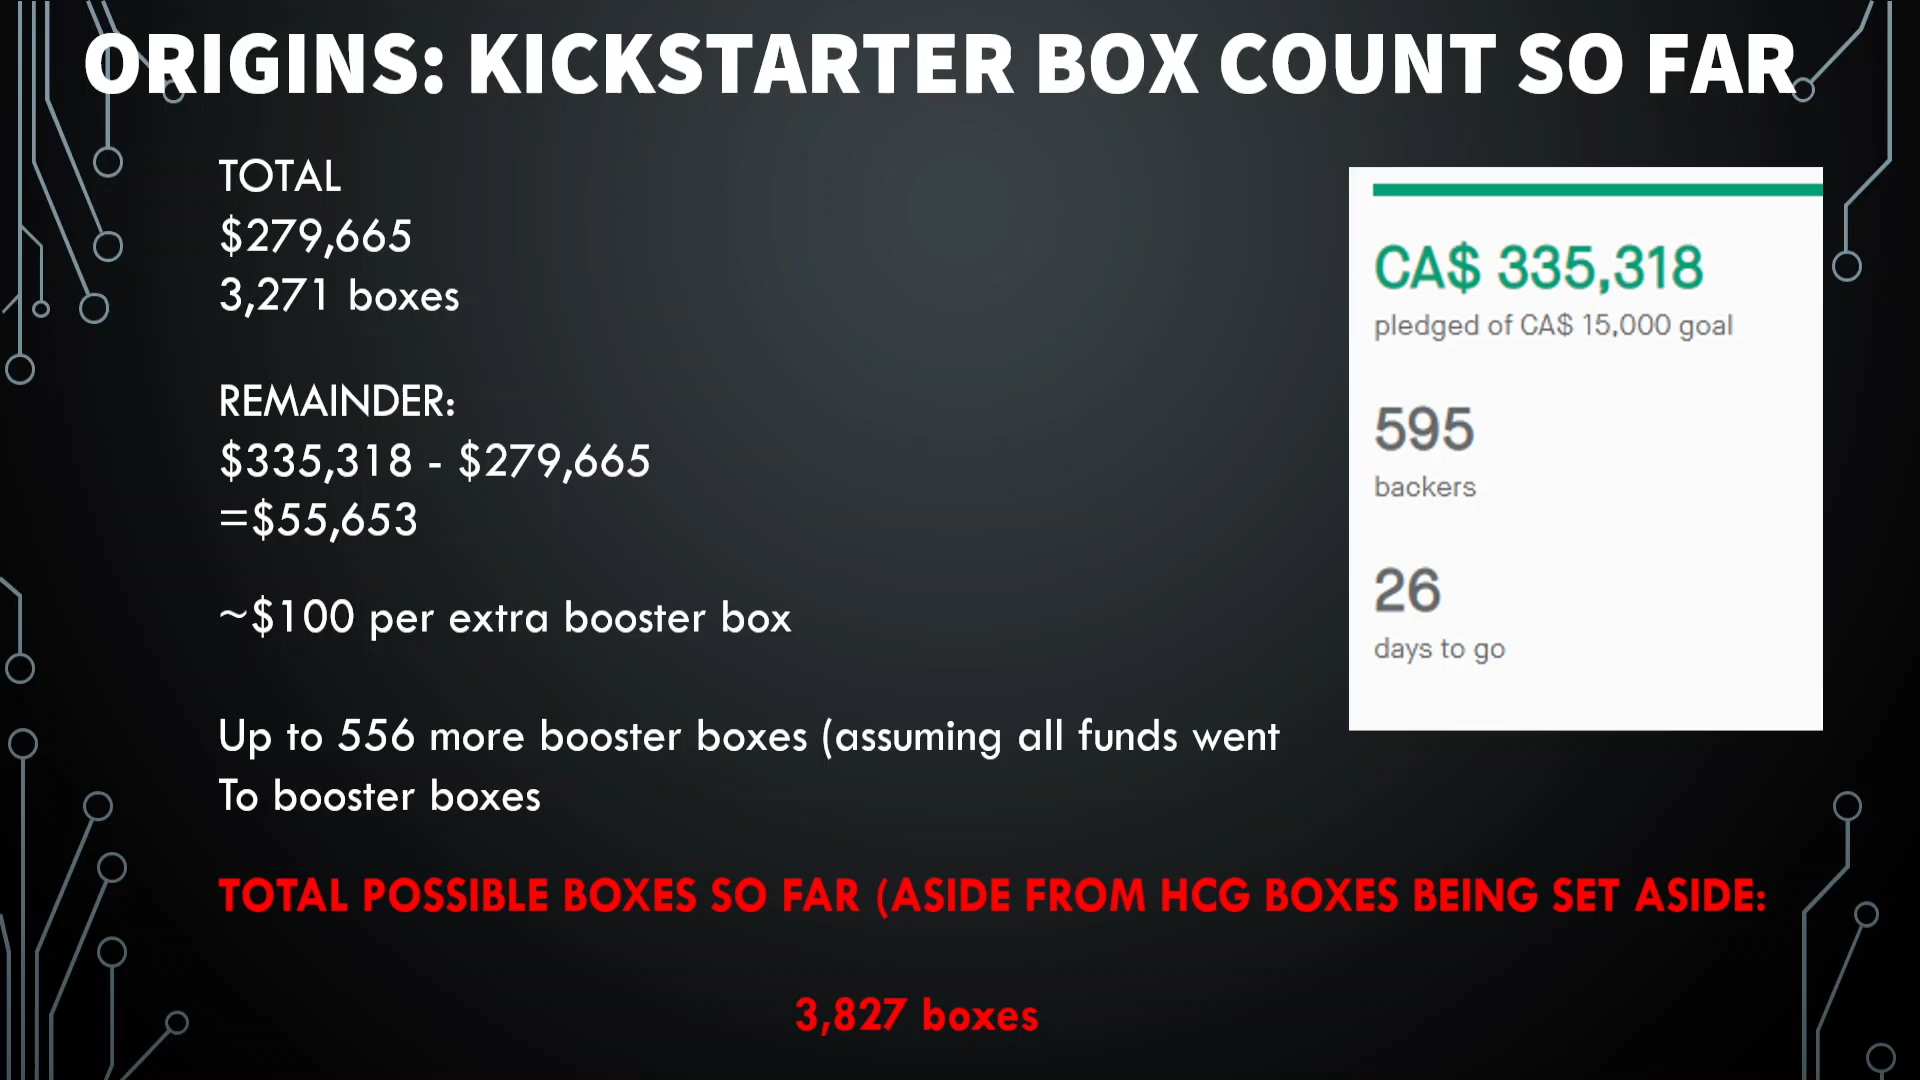 ORIGINS: KICKSTARTER BOX COUNT SO FAR
TOTAL
$279,665
3,271 boxes
REMAINDER:
$335,318 - $279,665
=$55,653
~$100 per extra booster box
Up to 556 more booster boxes (assuming all funds went
To booster boxes
CA$ 335,318
pledged of CA$ 15,000 goal
595
backers
26
days to go
TOTAL POSSIBLE BOXES SO FAR (ASIDE FROM HCG BOXES BEING SET ASIDE:
3,827 boxes